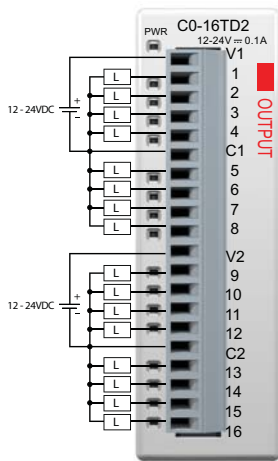 C0-16TD2
PWR
12-24V⎓0.1A
V1
1
2
3
4
C1
5
6
7
8
V2
9
10
11
12
C2
13
14
15
16
OUTPUT
12 - 24VDC
+
-
L
L
L
L
L
L
L
L
12 - 24VDC
+
-
L
L
L
L
L
L
L
L